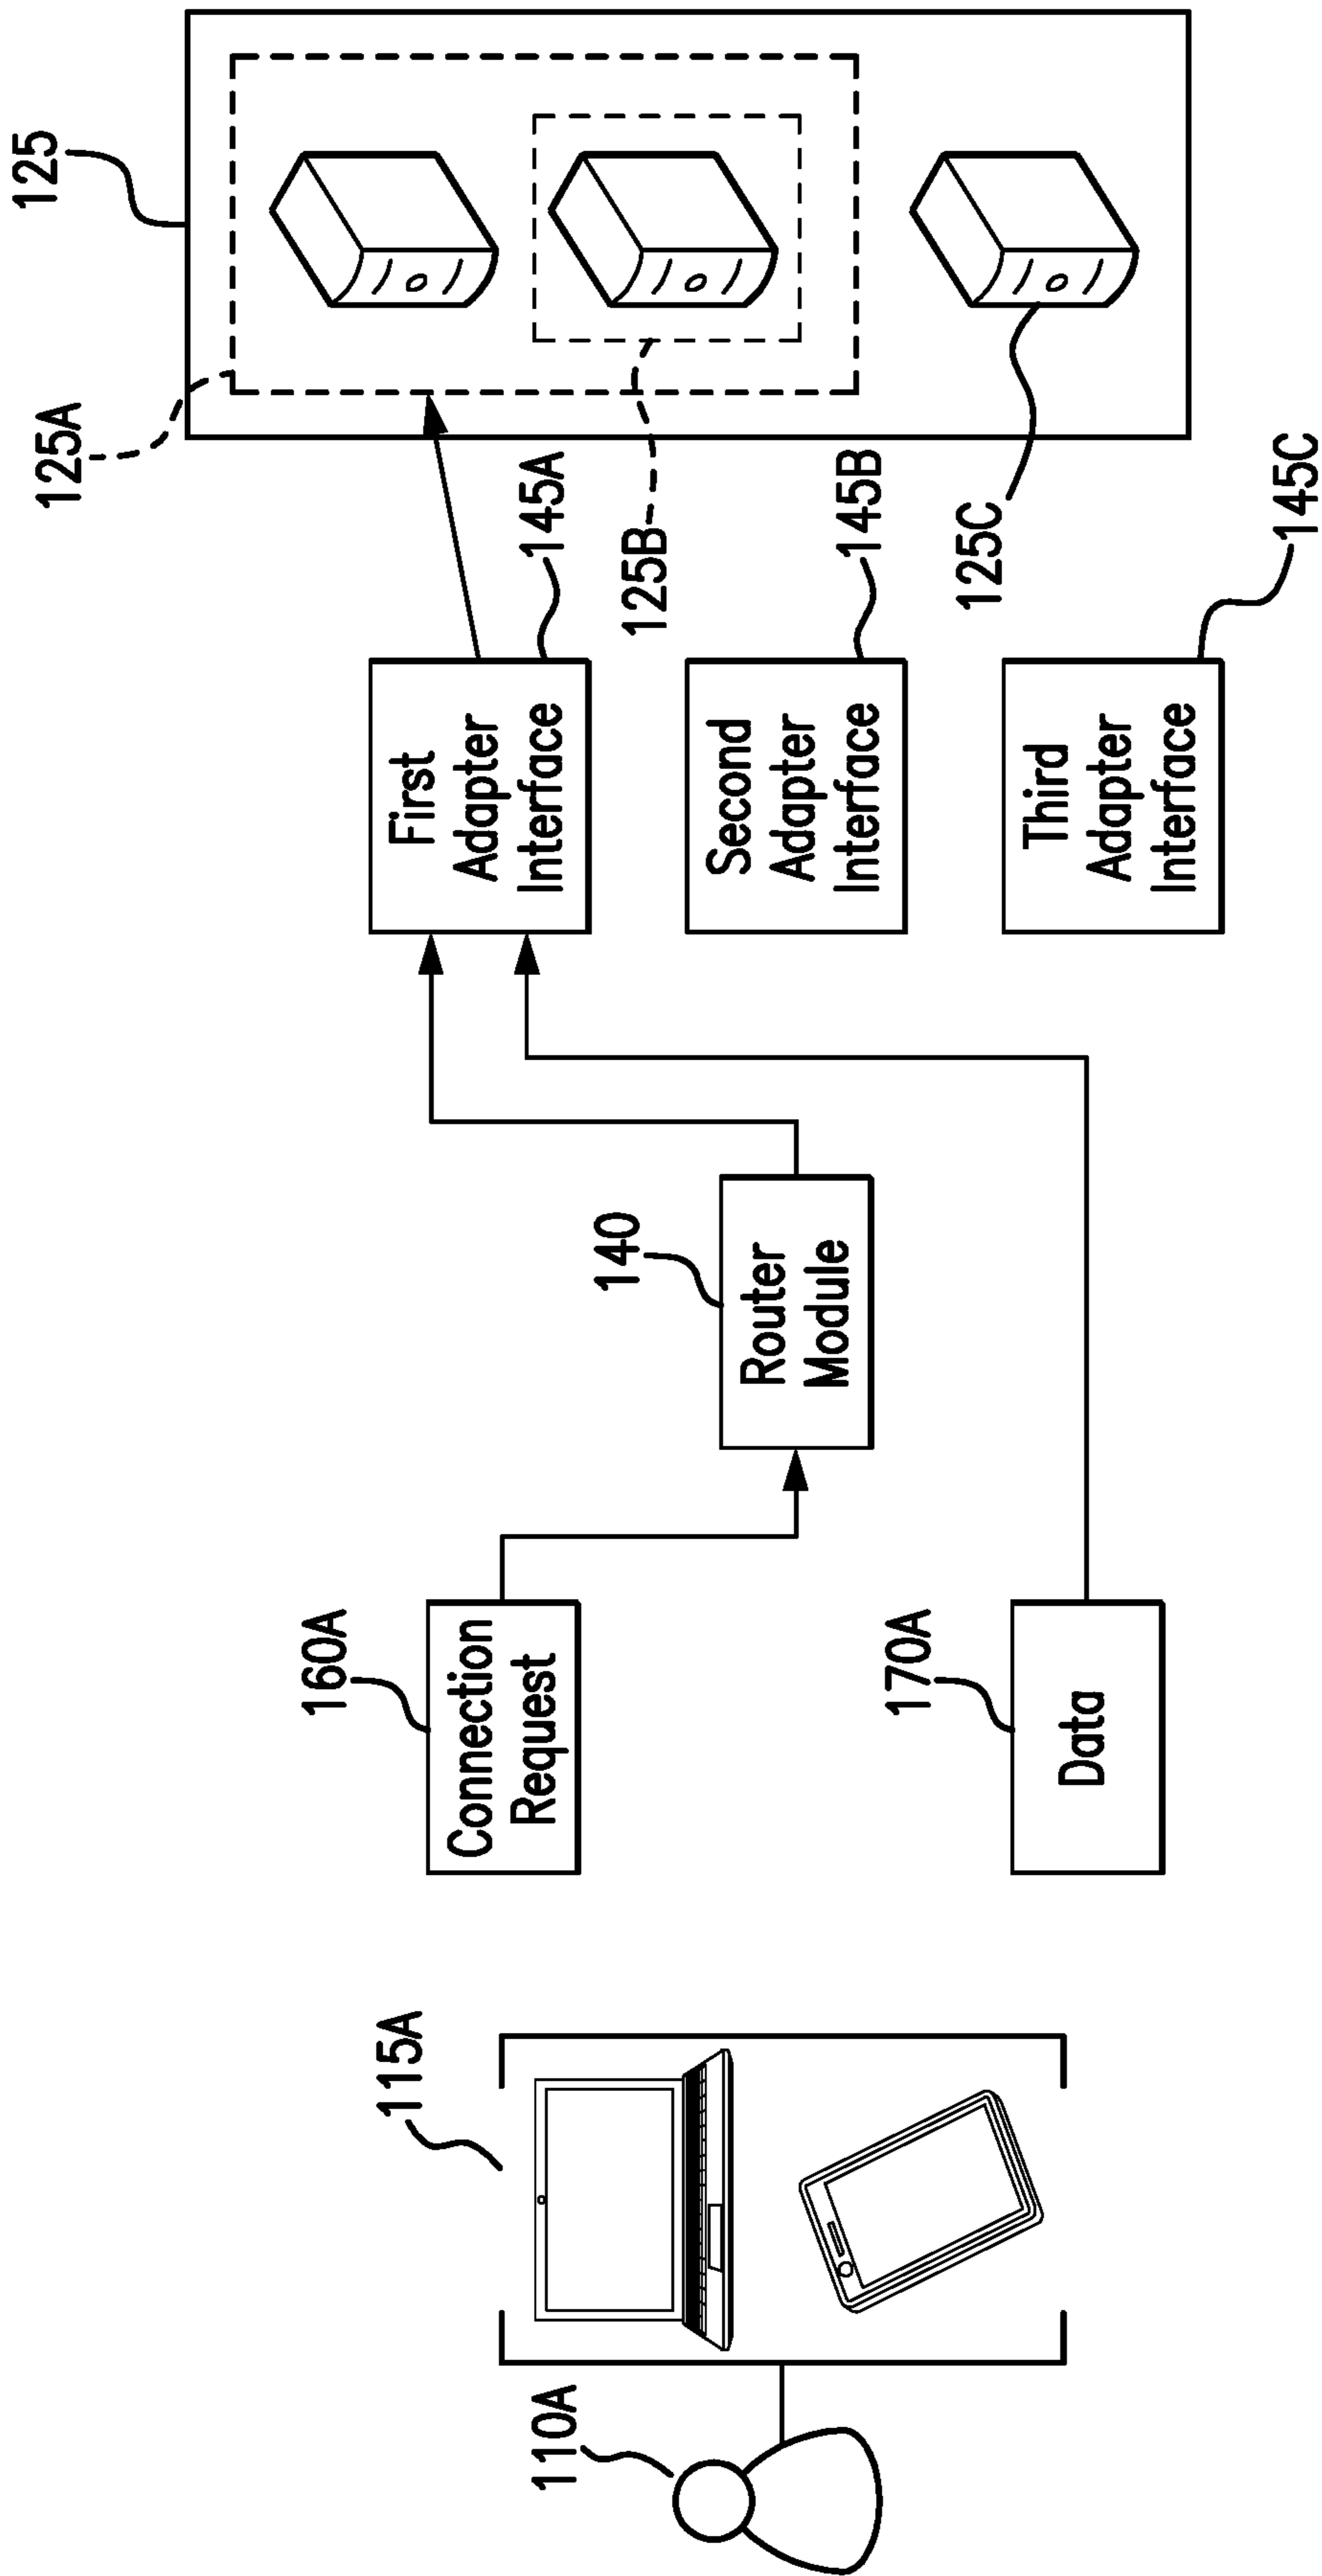 110A
115A
160A
Connection
Request
170A
Data
140
Router
Module
First
Adapter
Interface
145A
Second
Adapter
Interface
145B
Third
Adapter
Interface
145C
125
125A
125B
125C